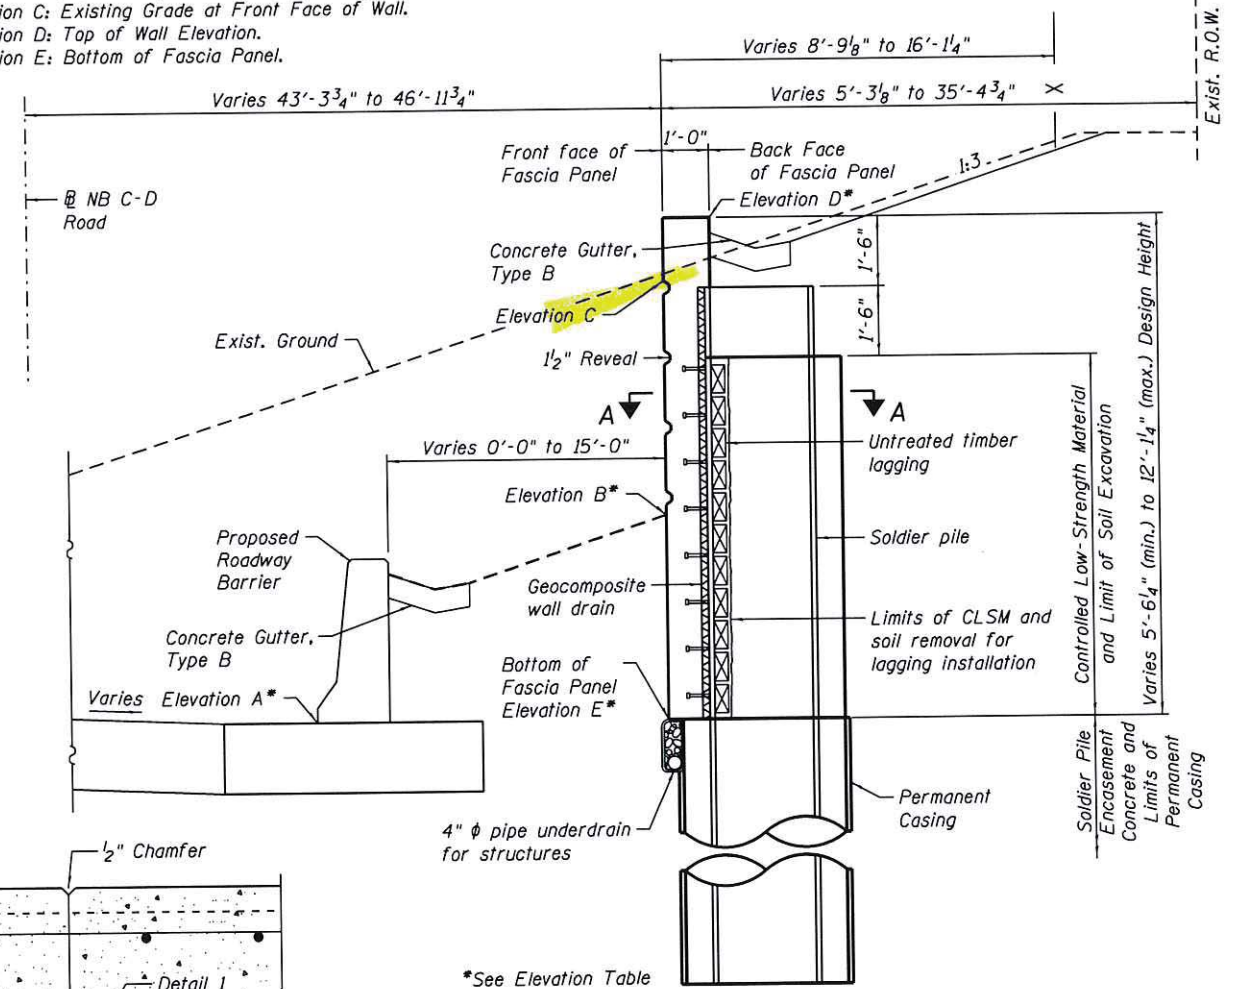 ion C: Existing Grade at Front Face of Wall.
ion D: Top of Wall Elevation.
ion E: Bottom of Fascia Panel.
Varies 8'-9⅛" to 16'-1¼"
Exist. R.O.W.
Varies 43'-3¾" to 46'-11¾"
Varies 5'-3⅛" to 35'-4¾"
X
1'-0"
Front face of
Fascia Panel
Back Face
of Fascia Panel
1:3
℄ NB C-D
Road
Elevation D*
Concrete Gutter,
Type B
1'-6"
Elevation C
1'-6"
Exist. Ground
1½" Reveal
A
A
Untreated timber
lagging
Varies 0'-0" to 15'-0"
Elevation B*
Proposed
Roadway
Barrier
Soldier pile
Geocomposite
wall drain
Limits of CLSM and
soil removal for
lagging installation
Concrete Gutter,
Type B
Bottom of
Fascia Panel
Elevation E*
Varies
Elevation A*
Controlled Low-Strength Material
and Limit of Soil Excavation
Varies 5'-6¼" (min.) to 12'-1¼" (max.) Design Height
Soldier Pile
Encasement
Concrete and
Limits of
Permanent
Casing
Permanent
Casing
4" ϕ pipe underdrain
for structures
½" Chamfer
Detail 1
*See Elevation Table